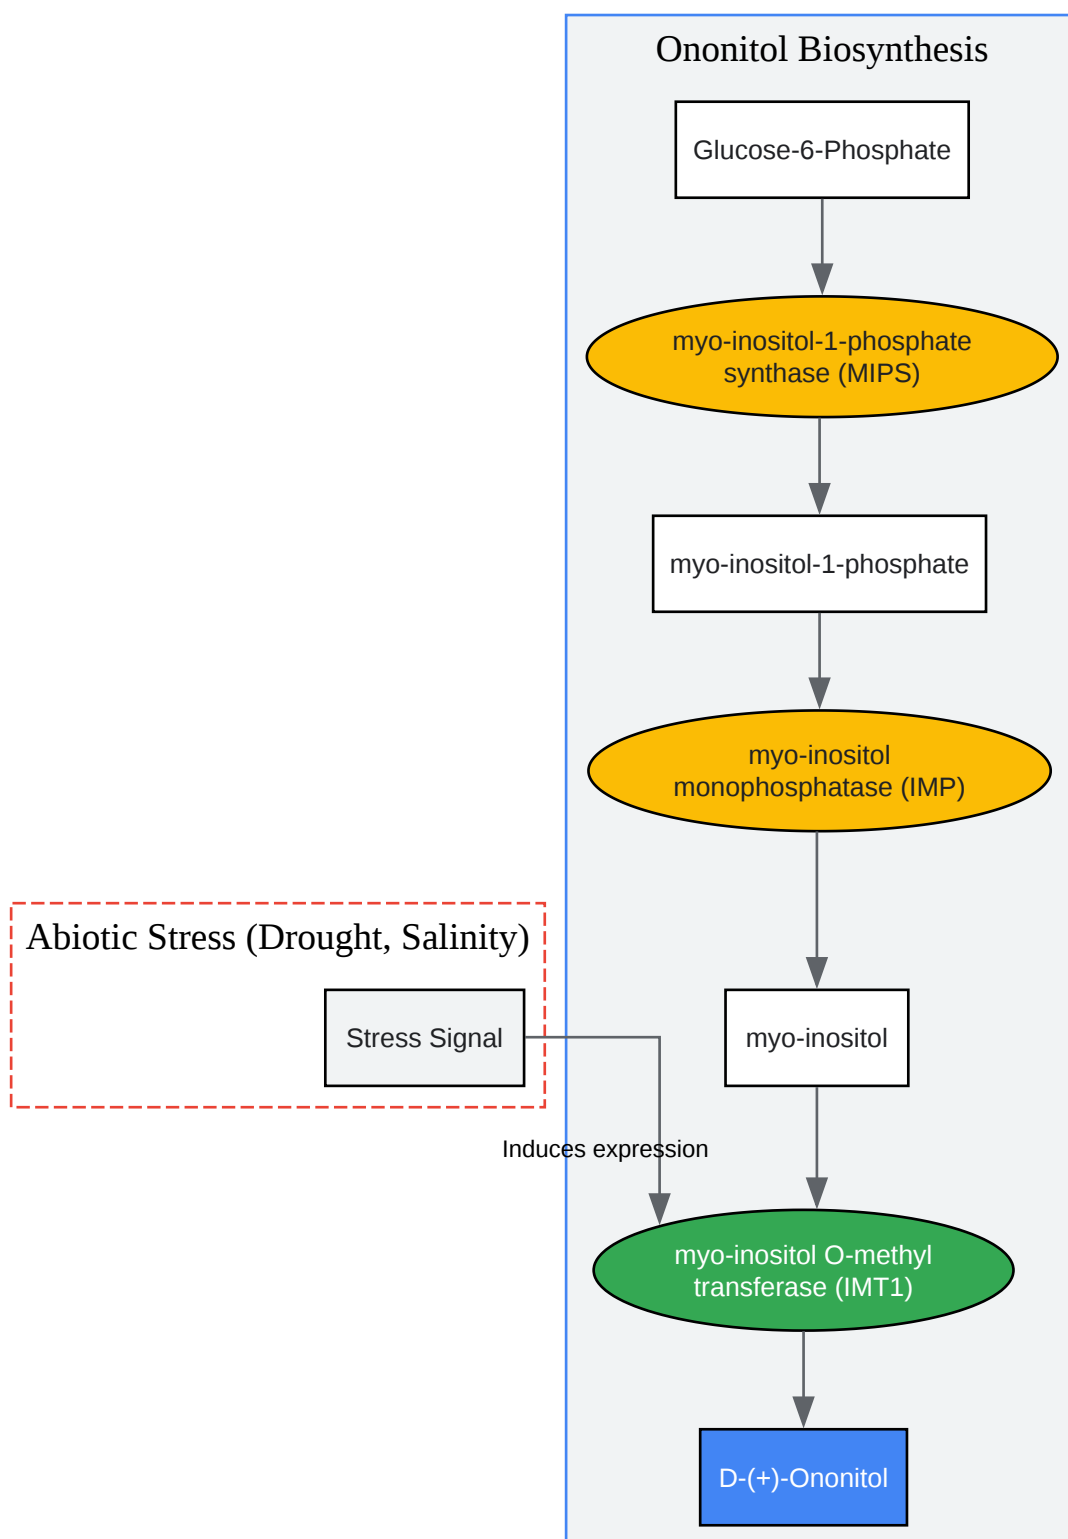 Ononitol Biosynthesis
Glucose-6-Phosphate
myo-inositol-1-phosphate
synthase (MIPS)
myo-inositol-1-phosphate
myo-inositol
monophosphatase (IMP)
Abiotic Stress (Drought, Salinity)
Stress Signal
myo-inositol
Induces expression
myo-inositol O-methyl
transferase (IMT1)
D-(+)-Ononitol